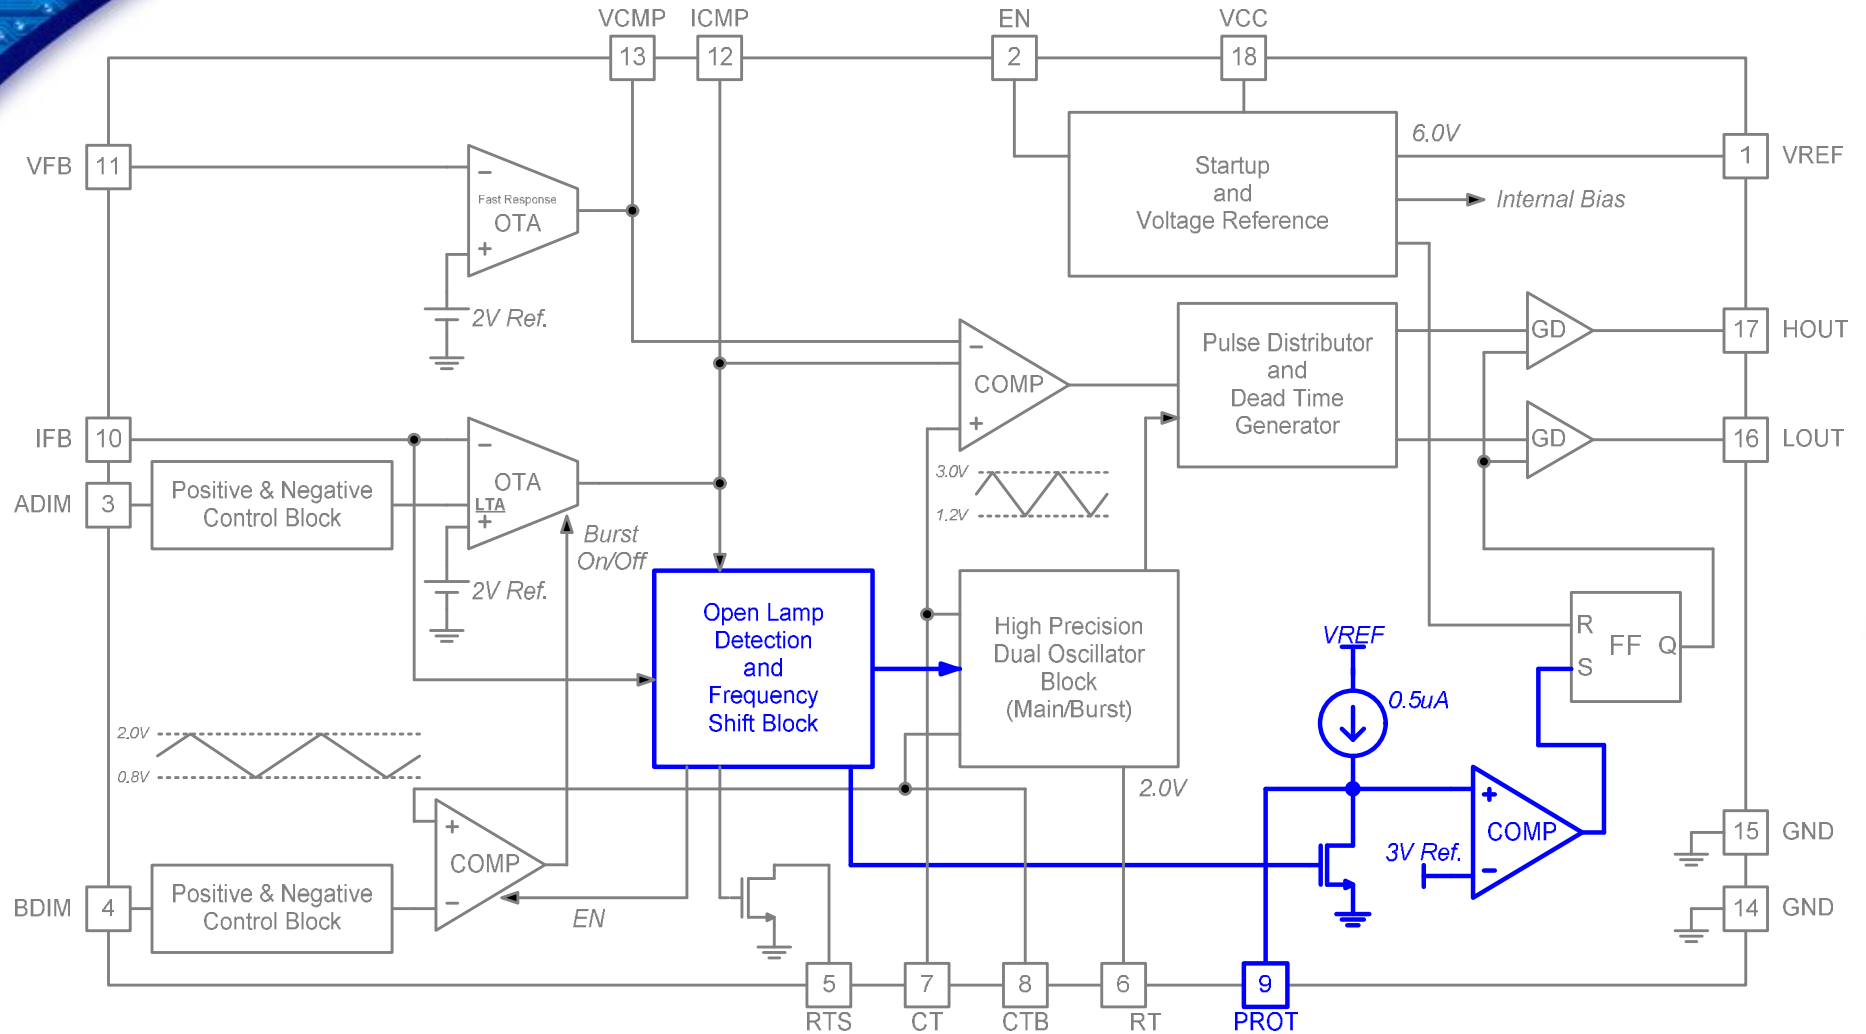 VCMP
ICMP
EN
VCC
13
12
2
18
VFB
11
Fast Response
OTA
−
+
2V Ref.
Startup
and
Voltage Reference
6.0V
1
VREF
Internal Bias
−
COMP
+
Pulse Distributor
and
Dead Time
Generator
GD
17
HOUT
GD
16
LOUT
IFB
10
ADIM
3
Positive & Negative
Control Block
−
OTA
LTA
+
2V Ref.
Burst
On/Off
3.0V
1.2V
Open Lamp
Detection
and
Frequency
Shift Block
High Precision
Dual Oscillator
Block
(Main/Burst)
2.0V
VREF
0.5uA
R
FF
Q
S
2.0V
0.8V
+
COMP
−
EN
+
COMP
3V Ref.
−
15
GND
14
GND
BDIM
4
Positive & Negative
Control Block
5
7
8
6
9
RTS
CT
CTB
RT
PROT